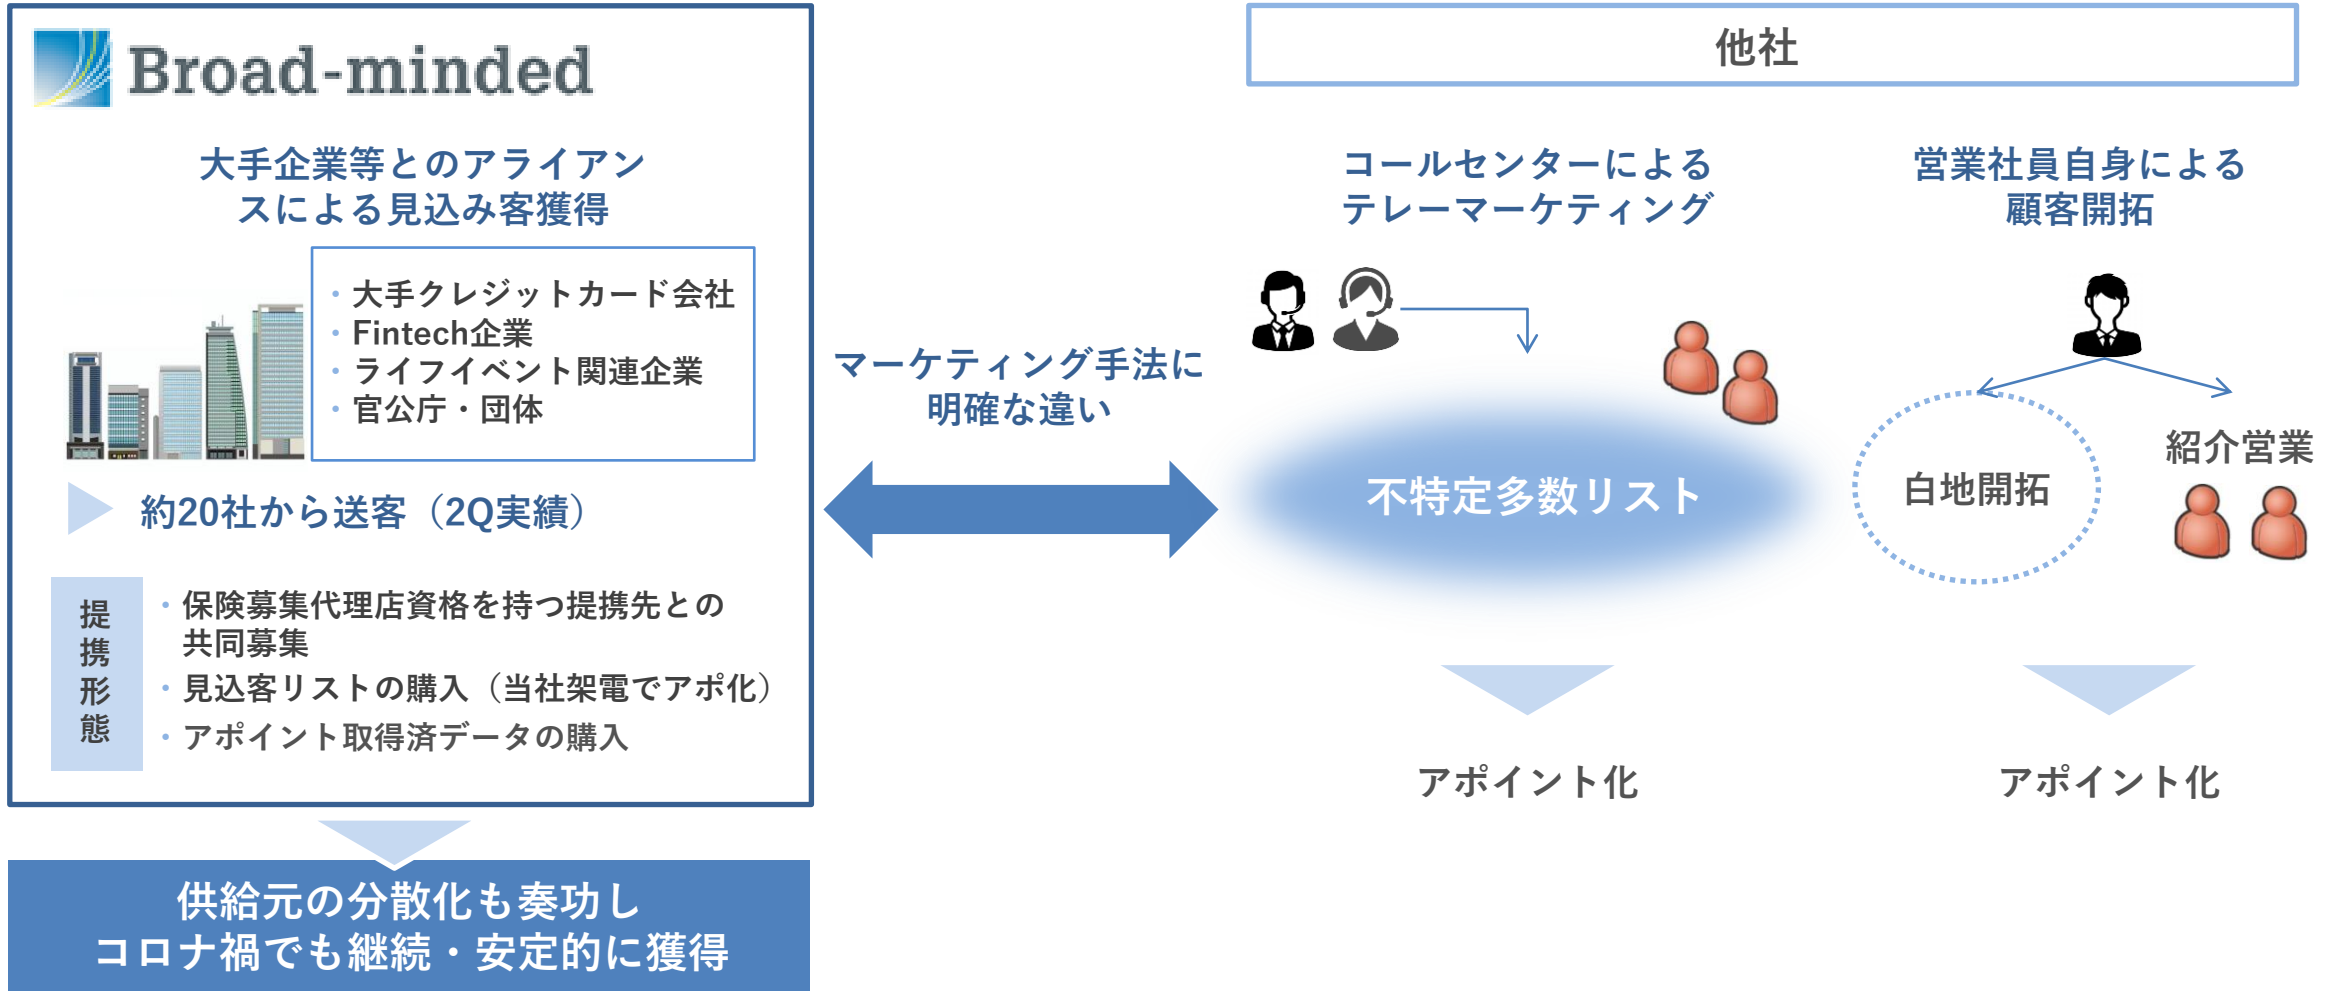 Broad-minded
大手企業等とのアライアン
スによる見込み客獲得
・大手クレジットカード会社
・Fintech企業
・ライフイベント関連企業
・官公庁・団体
約20社から送客（2Q実績）
提携形態
・保険募集代理店資格を持つ提携先との
共同募集
・見込客リストの購入（当社架電でアポ化）
・アポイント取得済データの購入
供給元の分散化も奏功し
コロナ禍でも継続・安定的に獲得
マーケティング手法に
明確な違い
他社
コールセンターによる
テレーマーケティング
不特定多数リスト
アポイント化
営業社員自身による
顧客開拓
白地開拓
紹介営業
アポイント化